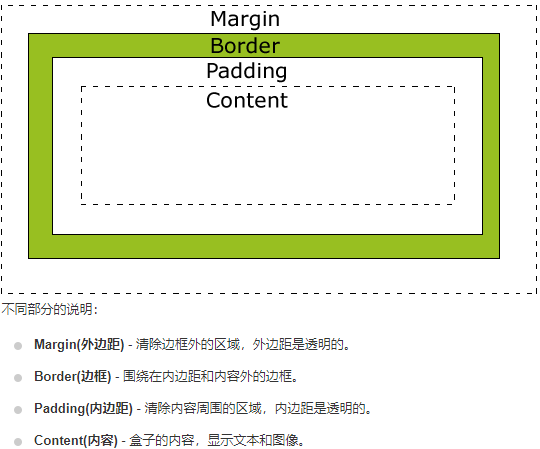 Margin
Border
Padding
Content
不同部分的说明：
Margin(外边距) - 清除边框外的区域，外边距是透明的。
Border(边框) - 围绕在内边距和内容外的边框。
Padding(内边距) - 清除内容周围的区域，内边距是透明的。
Content(内容) - 盒子的内容，显示文本和图像。